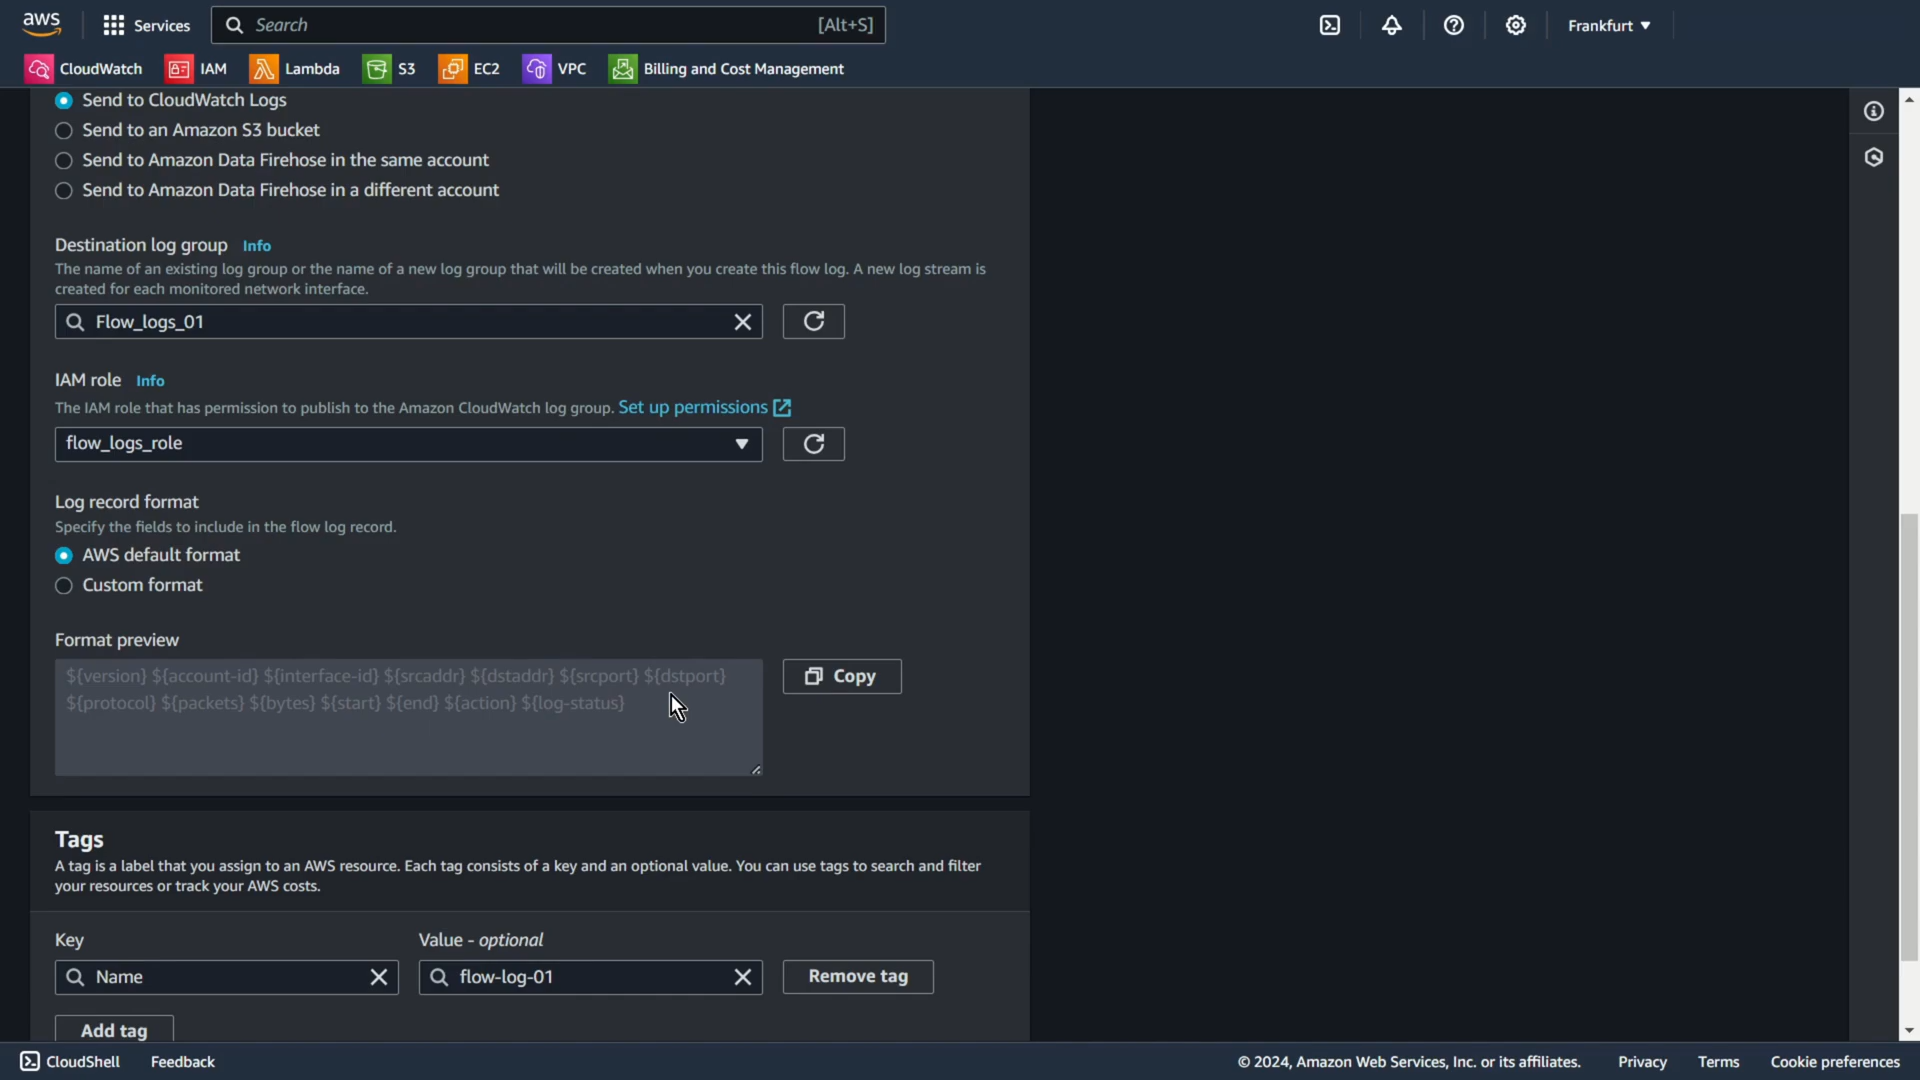 aws
Services
Search
[Alt+S]
Frankfurt
CloudWatch
IAM
Lambda
S3
EC2
VPC
Billing and Cost Management
Send to CloudWatch Logs
Send to an Amazon S3 bucket
Send to Amazon Data Firehose in the same account
Send to Amazon Data Firehose in a different account
Destination log group Info
The name of an existing log group or the name of a new log group that will be created when you create this flow log. A new log stream is
created for each monitored network interface.
Flow_logs_01
IAM role Info
The IAM role that has permission to publish to the Amazon CloudWatch log group. Set up permissions
flow_logs_role
Log record format
Specify the fields to include in the flow log record.
AWS default format
Custom format
Format preview
${version} ${account-id} ${interface-id} ${srcaddr} ${dstaddr} ${srcport} ${dstport}
${protocol} ${packets} ${bytes} ${start} ${end} ${action} ${log-status}
Copy
Tags
A tag is a label that you assign to an AWS resource. Each tag consists of a key and an optional value. You can use tags to search and filter
your resources or track your AWS costs.
Key
Value - optional
Name
flow-log-01
Remove tag
Add tag
CloudShell
Feedback
© 2024, Amazon Web Services, Inc. or its affiliates.
Privacy
Terms
Cookie preferences